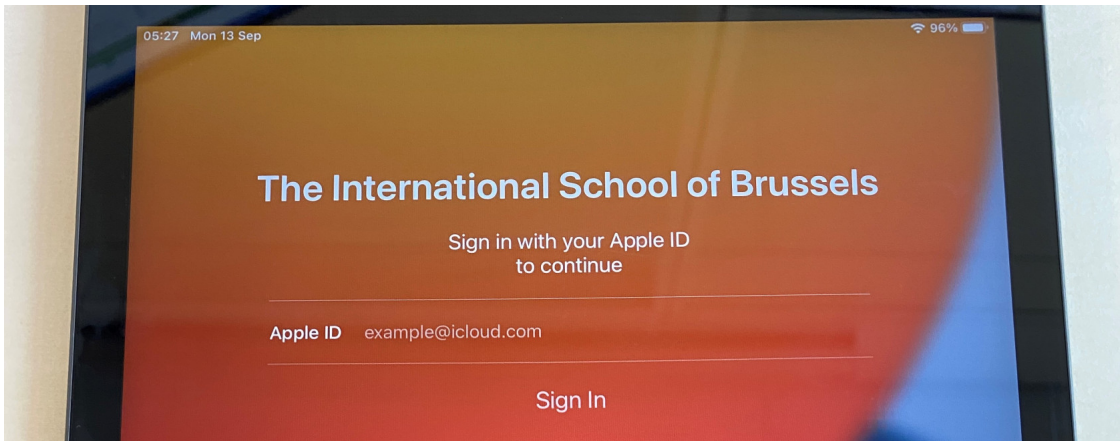 05:27 Mon 13 Sep 96%
The International School of Brussels
Sign in with your Apple ID
to continue
Apple ID example@icloud.com
Sign In